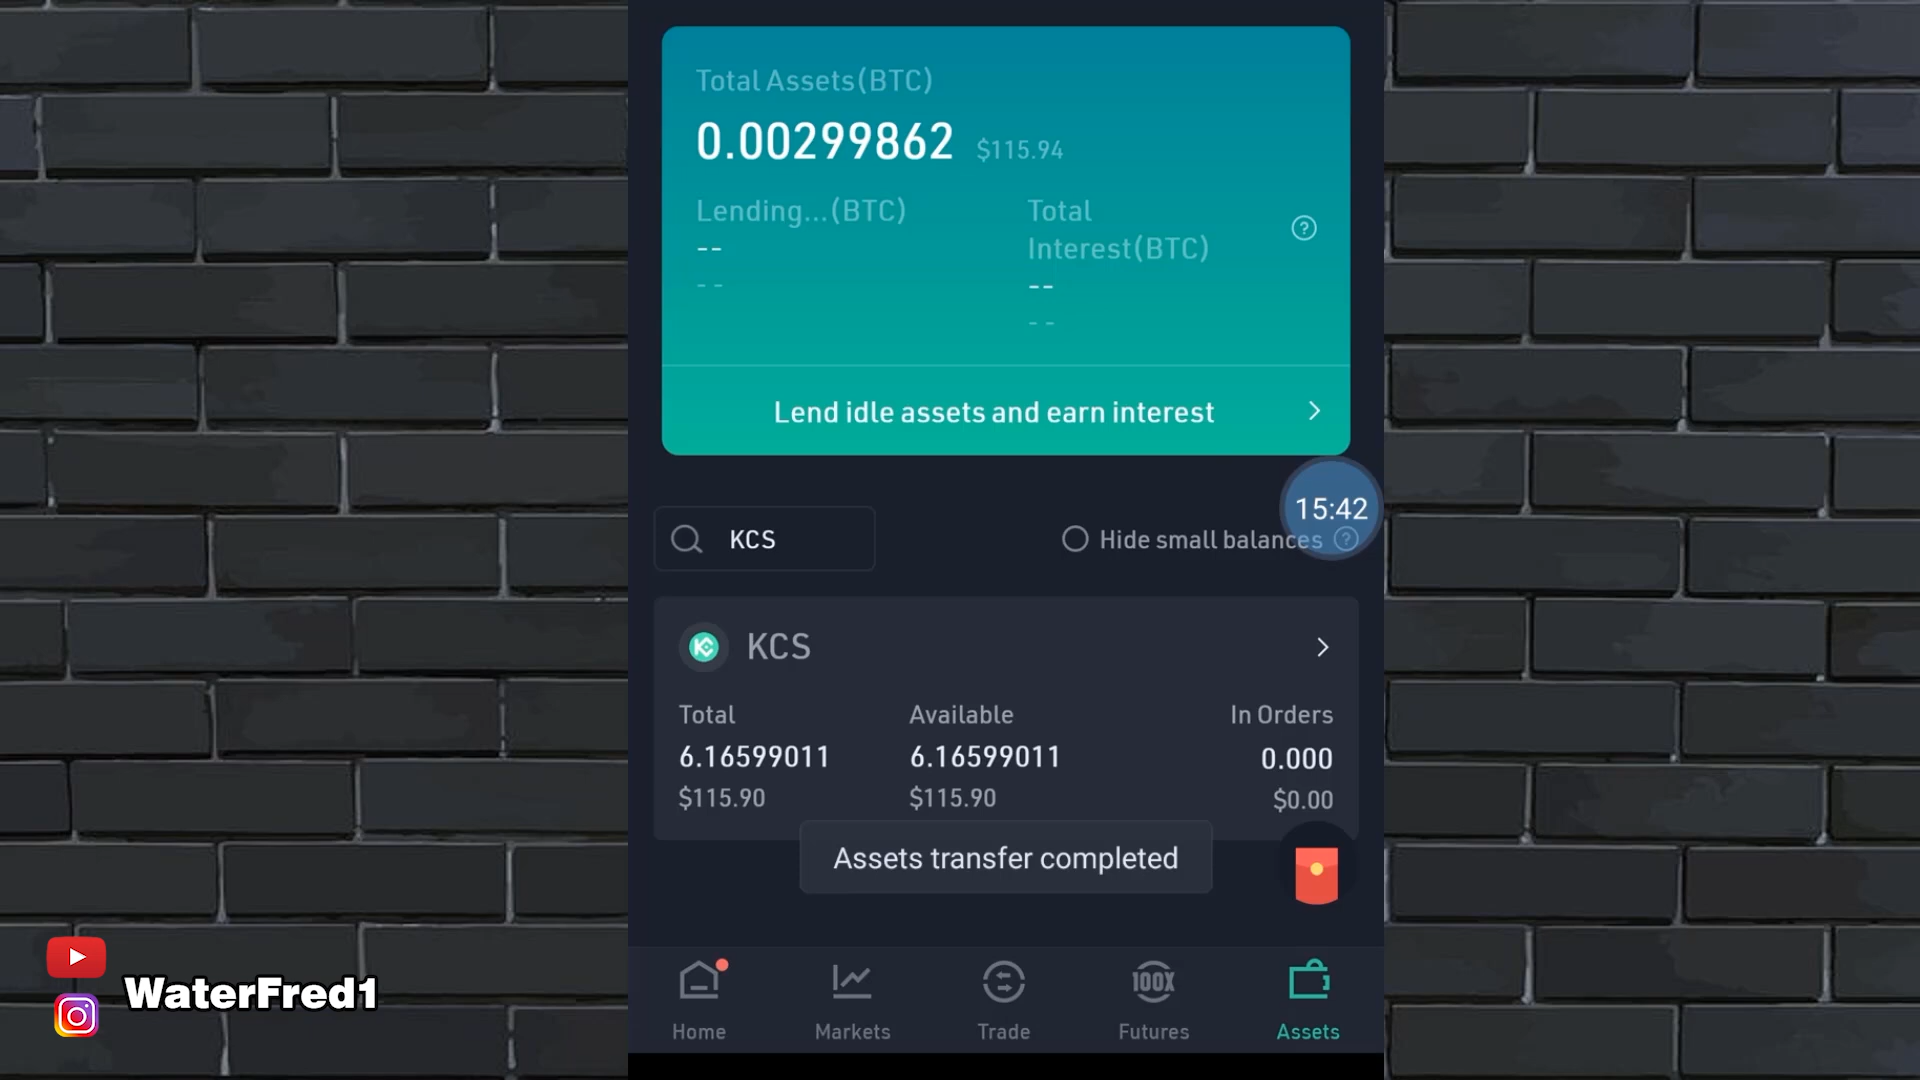 Total Assets(BTC)
0.00299862 $115.94
Lending...(BTC)
--
--
Total
Interest(BTC)
--
--
?
Lend idle assets and earn interest
15:42
KCS
Hide small balances ?
KCS
Total Available In Orders
6.16599011 6.16599011 0.000
$115.90 $115.90 $0.00
Assets transfer completed
100X
Home Markets Trade Futures Assets
WaterFred1